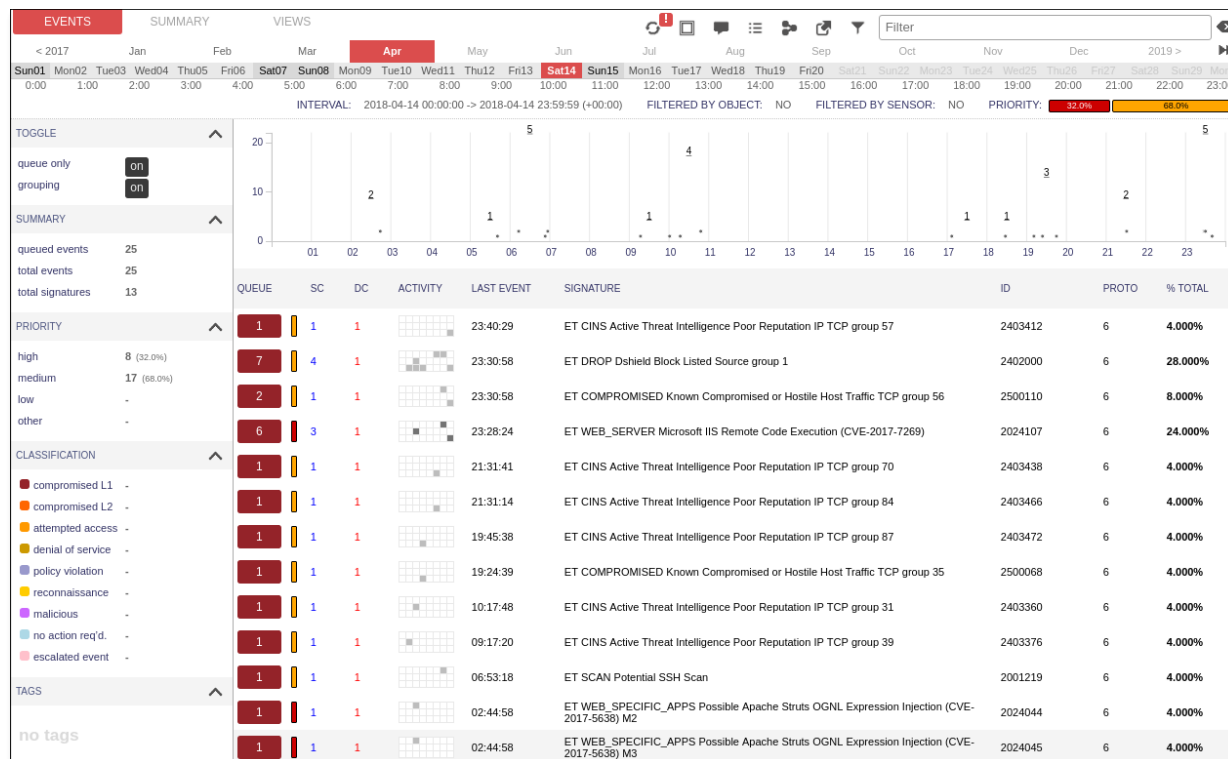 EVENTS SUMMARY VIEWS ! Filter
< 2017 Jan Feb Mar Apr May Jun Jul Aug Sep Oct Nov Dec 2019 >
Sun01 Mon02 Tue03 Wed04 Thu05 Fri06 Sat07 Sun08 Mon09 Tue10 Wed11 Thu12 Fri13 Sat14 Sun15 Mon16 Tue17 Wed18 Thu19 Fri20 Sat21 Sun22 Mon23 Tue24 Wed25 Thu26 Fri27 Sat28 Sun29 Mon
0:00 1:00 2:00 3:00 4:00 5:00 6:00 7:00 8:00 9:00 10:00 11:00 12:00 13:00 14:00 15:00 16:00 17:00 18:00 19:00 20:00 21:00 22:00 23:00
INTERVAL: 2018-04-14 00:00:00 -> 2018-04-14 23:59:59 (+00:00) FILTERED BY OBJECT: NO FILTERED BY SENSOR: NO PRIORITY: 32.0% 68.0%
TOGGLE
queue only on
grouping on
SUMMARY
queued events 25
total events 25
total signatures 13
PRIORITY
high 8 (32.0%)
medium 17 (68.0%)
low -
other -
CLASSIFICATION
compromised L1 -
compromised L2 -
attempted access -
denial of service -
policy violation -
reconnaissance -
malicious -
no action req'd. -
escalated event -
TAGS
no tags
20
10
0
2 1 5 1 4 1 1 3 2 5
01 02 03 04 05 06 07 08 09 10 11 12 13 14 15 16 17 18 19 20 21 22 23
QUEUE SC DC ACTIVITY LAST EVENT SIGNATURE ID PROTO % TOTAL
1 1 1 23:40:29 ET CINS Active Threat Intelligence Poor Reputation IP TCP group 57 2403412 6 4.000%
7 4 1 23:30:58 ET DROP Dshield Block Listed Source group 1 2402000 6 28.000%
2 1 1 23:30:58 ET COMPROMISED Known Compromised or Hostile Host Traffic TCP group 56 2500110 6 8.000%
6 3 1 23:28:24 ET WEB_SERVER Microsoft IIS Remote Code Execution (CVE-2017-7269) 2024107 6 24.000%
1 1 1 21:31:41 ET CINS Active Threat Intelligence Poor Reputation IP TCP group 70 2403438 6 4.000%
1 1 1 21:31:14 ET CINS Active Threat Intelligence Poor Reputation IP TCP group 84 2403466 6 4.000%
1 1 1 19:45:38 ET CINS Active Threat Intelligence Poor Reputation IP TCP group 87 2403472 6 4.000%
1 1 1 19:24:39 ET COMPROMISED Known Compromised or Hostile Host Traffic TCP group 35 2500068 6 4.000%
1 1 1 10:17:48 ET CINS Active Threat Intelligence Poor Reputation IP TCP group 31 2403360 6 4.000%
1 1 1 09:17:20 ET CINS Active Threat Intelligence Poor Reputation IP TCP group 39 2403376 6 4.000%
1 1 1 06:53:18 ET SCAN Potential SSH Scan 2001219 6 4.000%
1 1 1 02:44:58 ET WEB_SPECIFIC_APPS Possible Apache Struts OGNL Expression Injection (CVE-
2017-5638) M2 2024044 6 4.000%
1 1 1 02:44:58 ET WEB_SPECIFIC_APPS Possible Apache Struts OGNL Expression Injection (CVE-
2017-5638) M3 2024045 6 4.000%